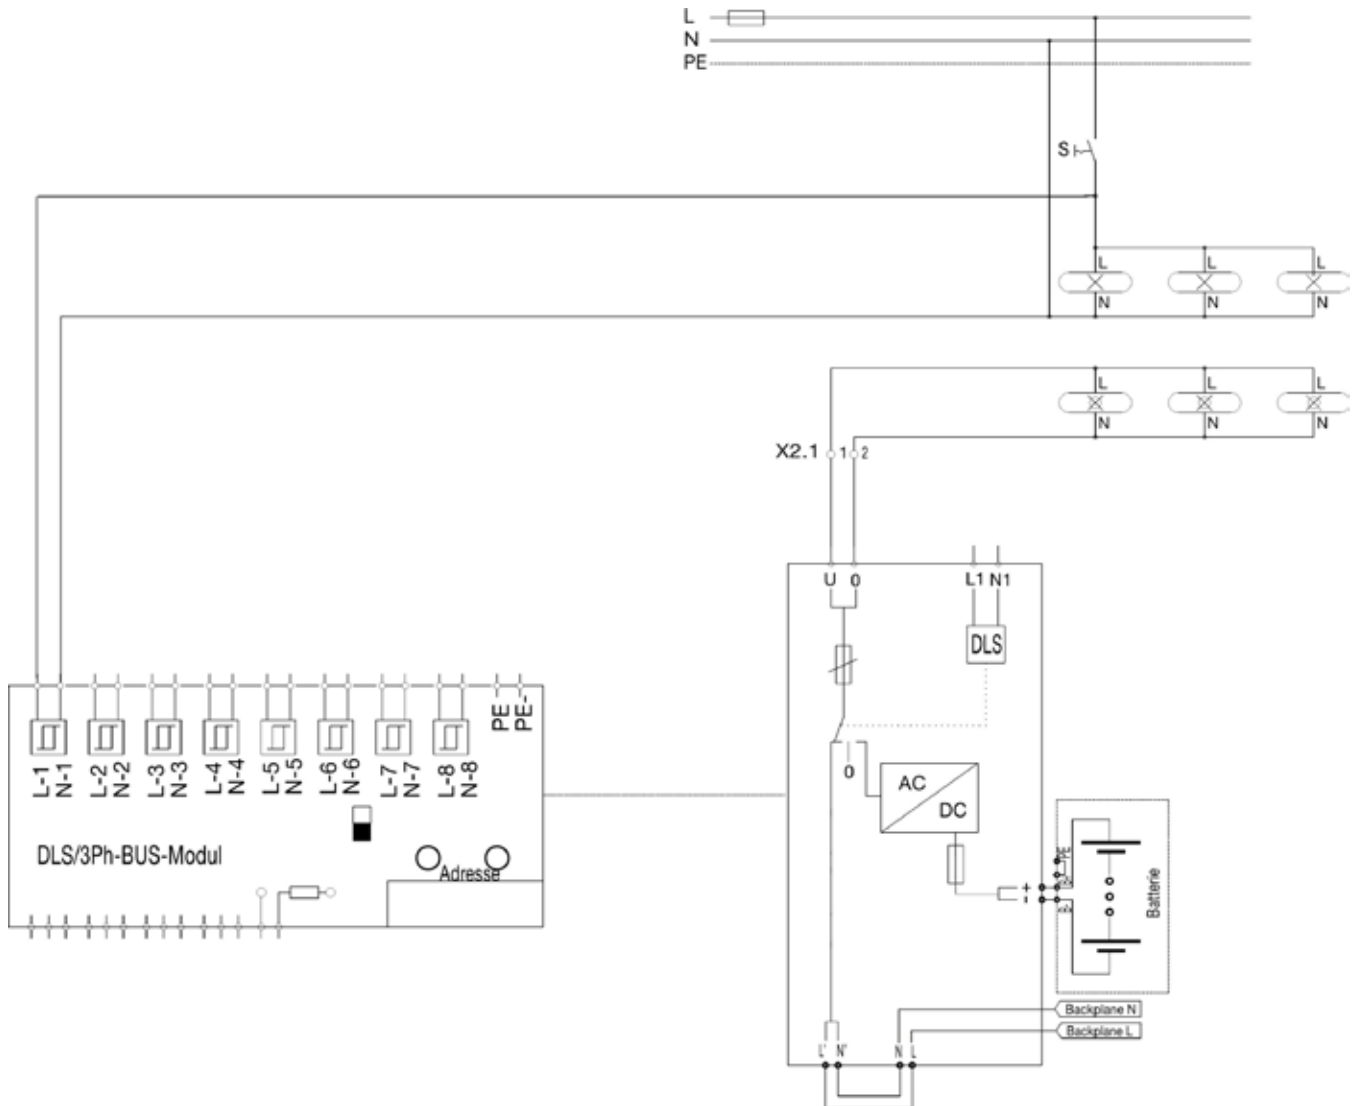 L
N
PE
S
L L L
N N N
L L L
N N N
X2.1 1 2
U 0 L1 N1
DLS
PE
PE
L-1 N-1 L-2 N-2 L-3 N-3 L-4 N-4 L-5 N-5 L-6 N-6 L-7 N-7 L-8 N-8
0
AC
DC
DLS/3Ph-BUS-Modul
Adresse
PE
+
-
Batterie
Backplane N
Backplane L
L' N' N L